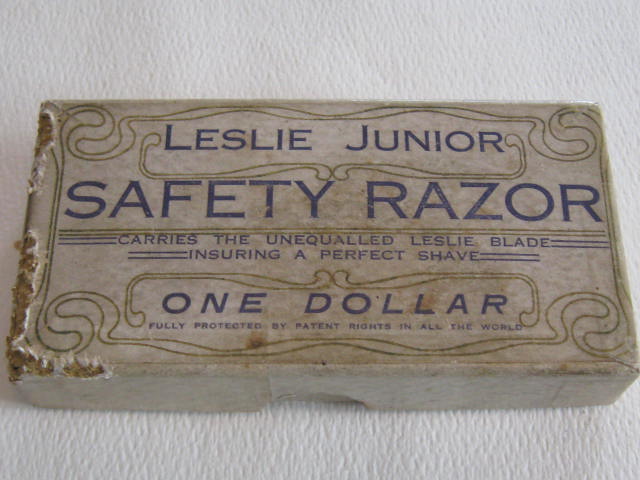 LESLIE JUNIOR
SAFETY RAZOR
CARRIES THE UNEQUALLED LESLIE BLADE
INSURING A PERFECT SHAVE
ONE DOLLAR
FULLY PROTECTED BY PATENT RIGHTS IN ALL THE WORLD